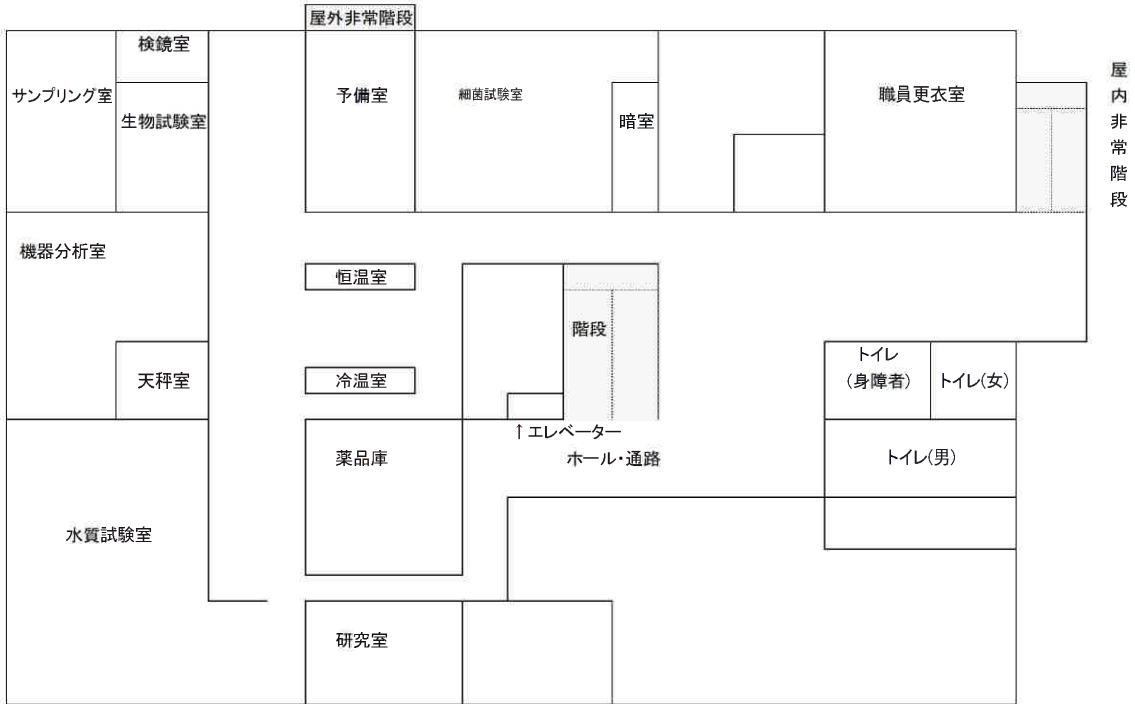 屋外非常階段
検鏡室
サンプリング室
生物試験室
予備室
細菌試験室
暗室
職員更衣室
屋内非常階段
機器分析室
恒温室
階段
天秤室
冷温室
トイレ
(身障者)
トイレ(女)
↑エレベーター
薬品庫
ホール・通路
トイレ(男)
水質試験室
研究室